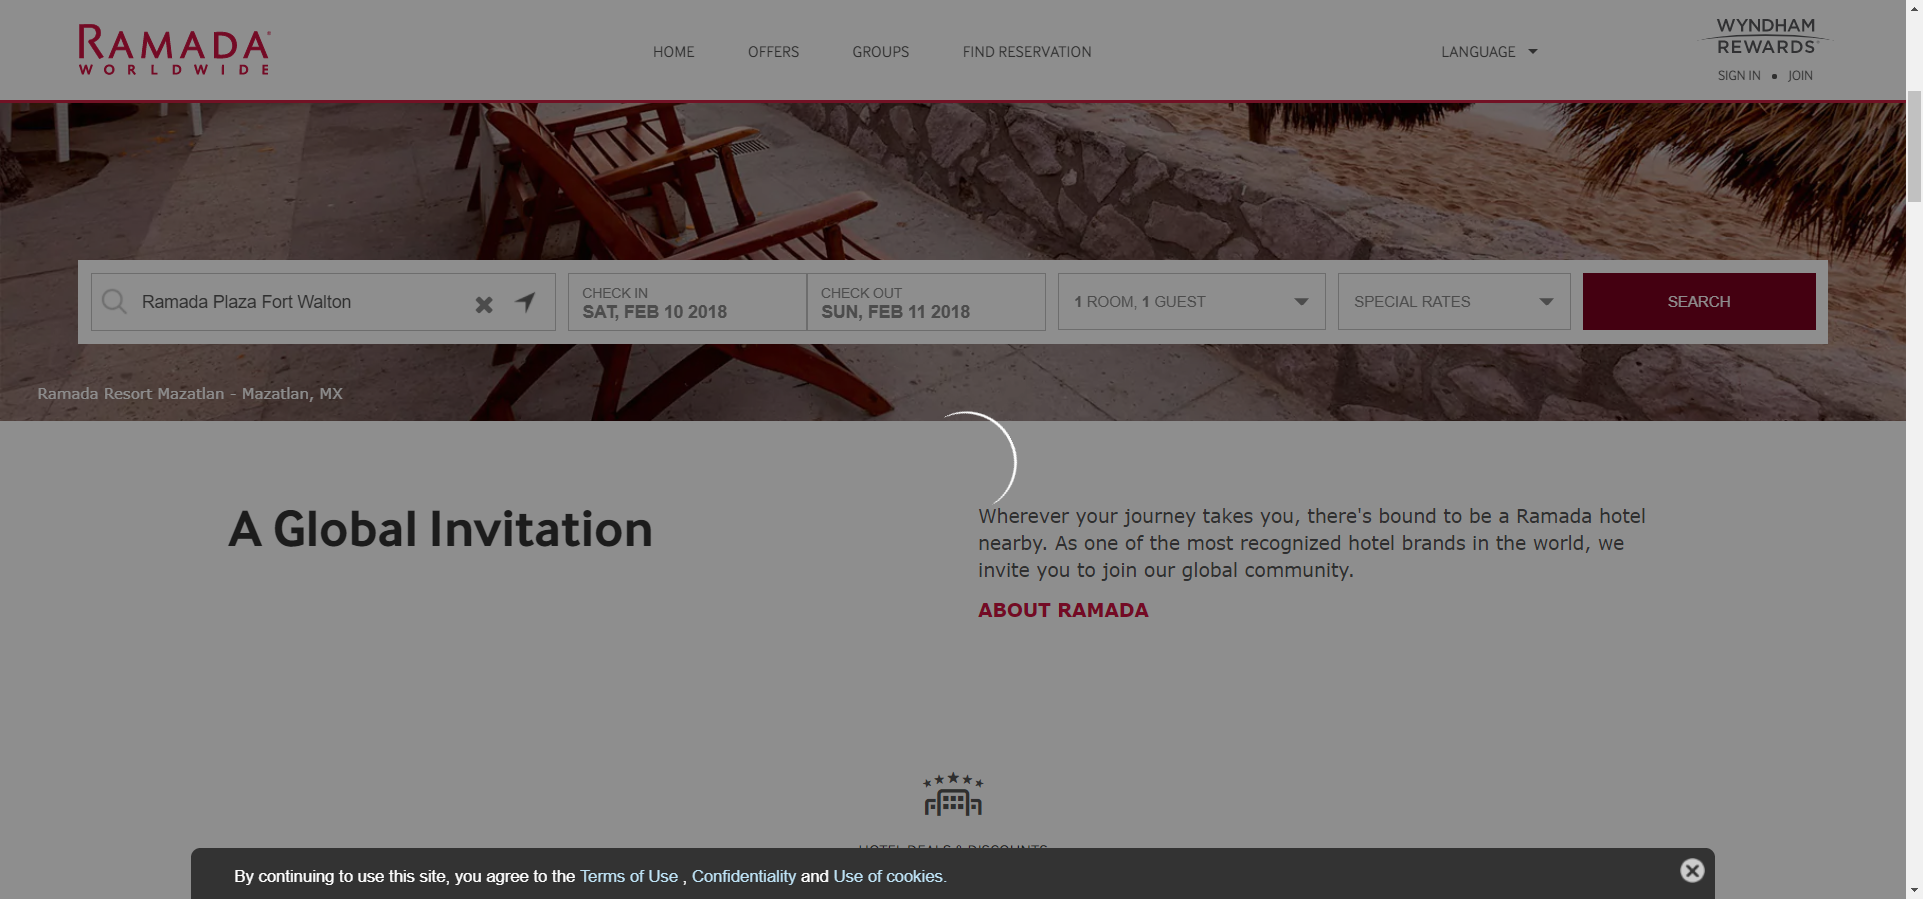 RAMADA
WORLDWIDE
HOME
OFFERS
GROUPS
FIND RESERVATION
LANGUAGE
WYNDHAM
REWARDS
SIGN IN • JOIN
Ramada Plaza Fort Walton
CHECK IN
SAT, FEB 10 2018
CHECK OUT
SUN, FEB 11 2018
1 ROOM, 1 GUEST
SPECIAL RATES
SEARCH
Ramada Resort Mazatlan - Mazatlan, MX
A Global Invitation
Wherever your journey takes you, there's bound to be a Ramada hotel
nearby. As one of the most recognized hotel brands in the world, we
invite you to join our global community.
ABOUT RAMADA
HOTEL DEALS & DISCOUNTS
By continuing to use this site, you agree to the Terms of Use , Confidentiality and Use of cookies.